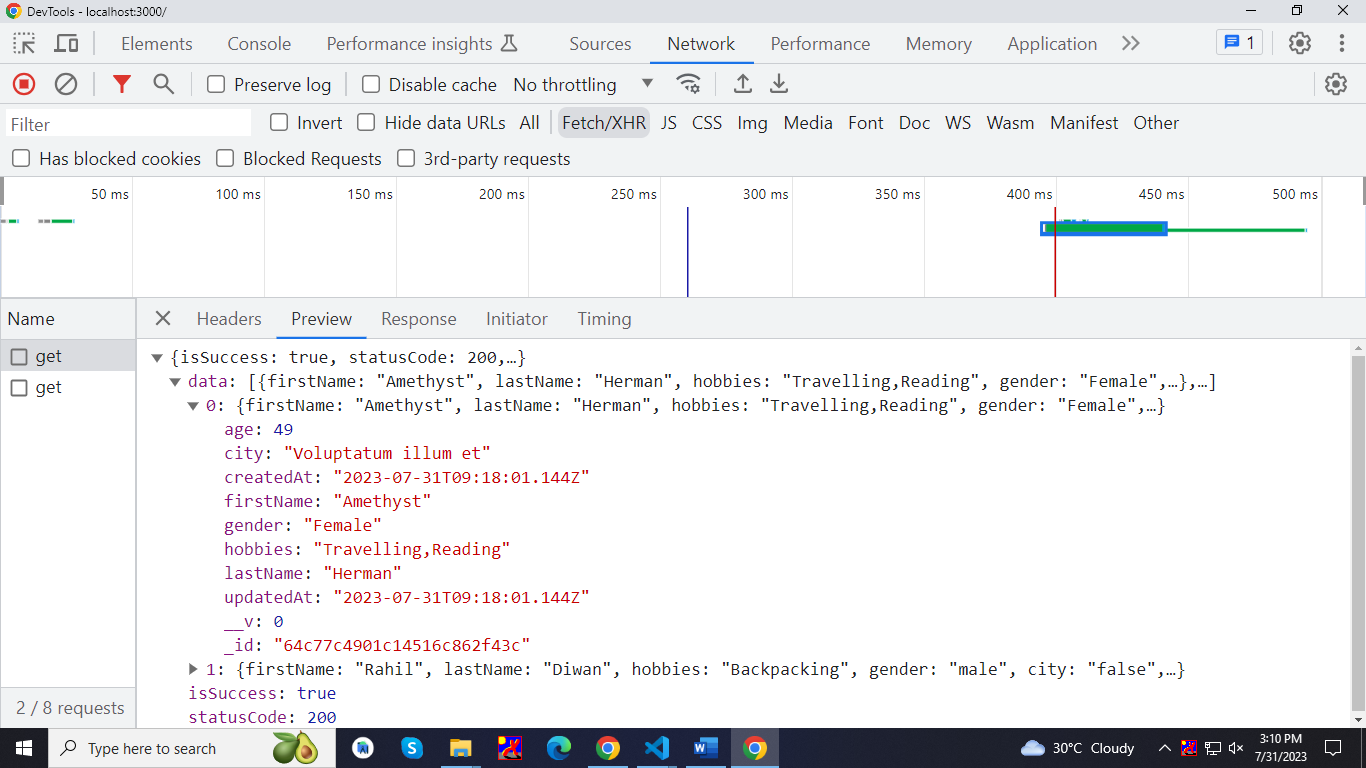 DevTools - localhost:3000/
Elements Console Performance insights Sources Network Performance Memory Application 1
Preserve log Disable cache No throttling
Filter Invert Hide data URLs All Fetch/XHR JS CSS Img Media Font Doc WS Wasm Manifest Other
Has blocked cookies Blocked Requests 3rd-party requests
50 ms 100 ms 150 ms 200 ms 250 ms 300 ms 350 ms 400 ms 450 ms 500 ms
Name Headers Preview Response Initiator Timing
get
get
{isSuccess: true, statusCode: 200,…}
data: [{firstName: "Amethyst", lastName: "Herman", hobbies: "Travelling,Reading", gender: "Female",…},…]
0: {firstName: "Amethyst", lastName: "Herman", hobbies: "Travelling,Reading", gender: "Female",…}
age: 49
city: "Voluptatum illum et"
createdAt: "2023-07-31T09:18:01.144Z"
firstName: "Amethyst"
gender: "Female"
hobbies: "Travelling,Reading"
lastName: "Herman"
updatedAt: "2023-07-31T09:18:01.144Z"
__v: 0
_id: "64c77c4901c14516c862f43c"
1: {firstName: "Rahil", lastName: "Diwan", hobbies: "Backpacking", gender: "male", city: "false",…}
isSuccess: true
statusCode: 200
2 / 8 requests
Type here to search
30°C Cloudy
3:10 PM
7/31/2023